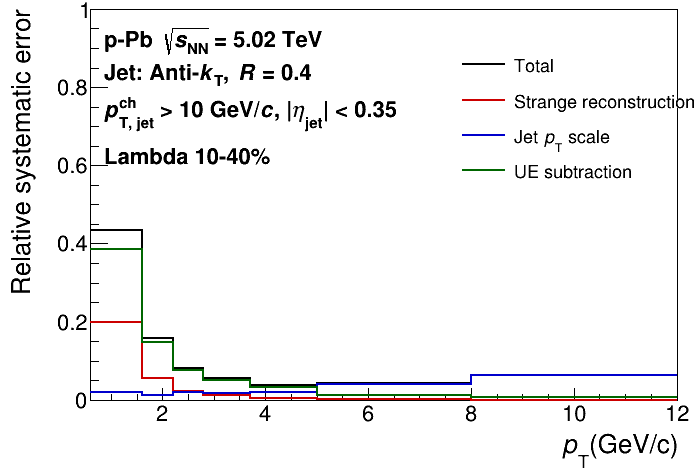 Relative systematic error
1
0.8
0.6
0.4
0.2
0
p-Pb √sNN = 5.02 TeV
Jet: Anti-kT, R = 0.4
p^ch_T, jet > 10 GeV/c, |ηjet| < 0.35
Lambda 10-40%
Total
Strange reconstruction
Jet pT scale
UE subtraction
2 4 6 8 10 12
pT(GeV/c)